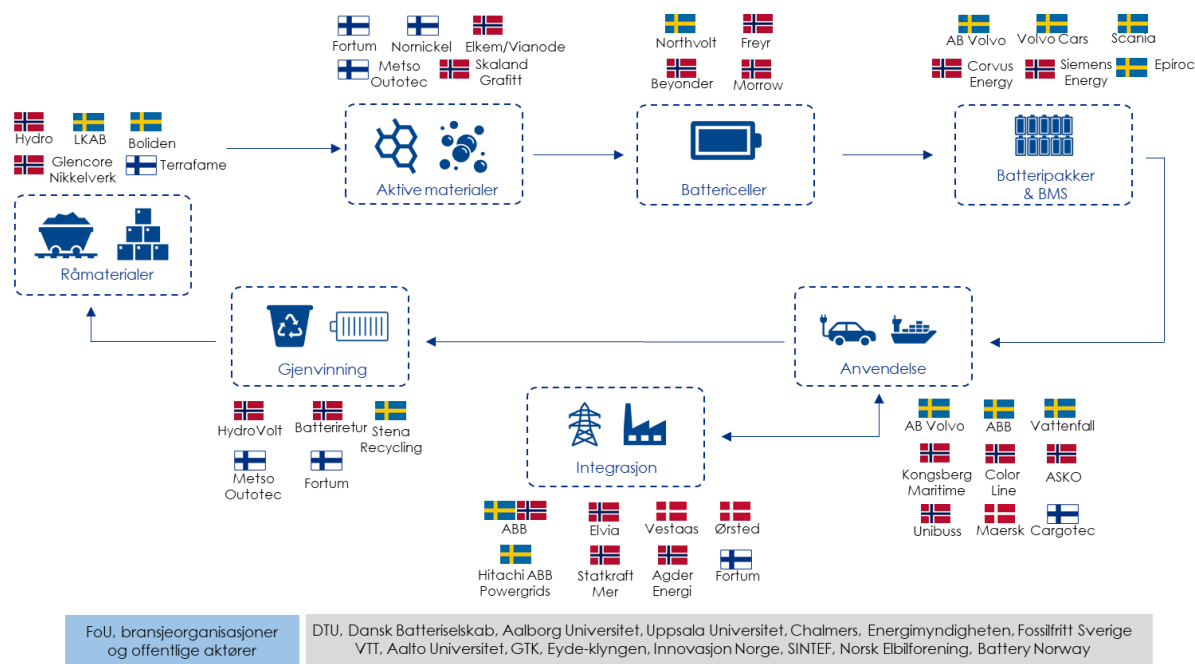 Fortum Nornickel Elkem/Vianode
Metso Outotec Skaland Grafitt
Aktive materialer
Northvolt Freyr
Beyonder Morrow
Battericeller
AB Volvo Volvo Cars Scania
Corvus Energy Siemens Energy Epiroc
Batteripakker
& BMS
Hydro LKAB Boliden
Glencore Nikkelverk Terrafame
Råmaterialer
Gjenvinning
HydroVolt Batteriretur Stena Recycling
Metso Outotec Fortum
Anvendelse
AB Volvo ABB Vattenfall
Kongsberg Maritime Color Line ASKO
Unibuss Maersk Cargotec
Integrasjon
ABB Elvia Vestaas Ørsted
Hitachi ABB Powergrids Statkraft Mer Agder Energi Fortum
FoU, bransjeorganisasjoner
og offentlige aktører
DTU, Dansk Batteriselskab, Aalborg Universitet, Uppsala Universitet, Chalmers, Energimyndigheten, Fossilfritt Sverige
VTT, Aalto Universitet, GTK, Eyde-klyngen, Innovasjon Norge, SINTEF, Norsk Elbilforening, Battery Norway